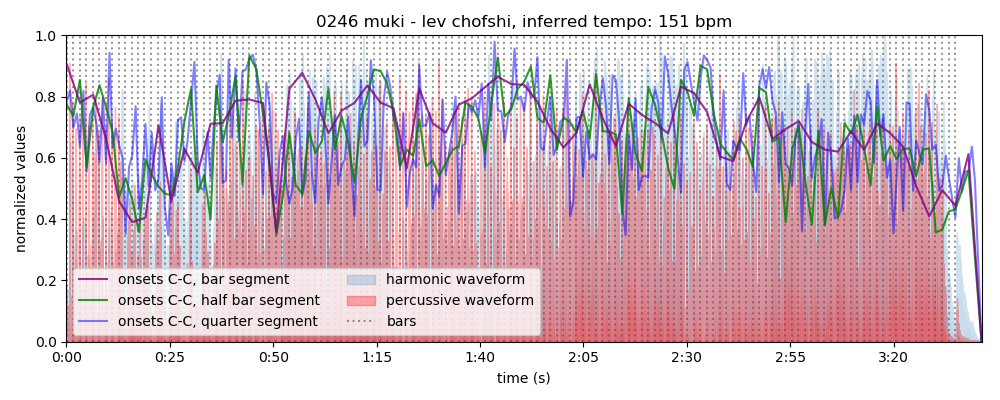 0246 muki - lev chofshi, inferred tempo: 151 bpm
1.0
0.8
0.6
0.4
0.2
0.0
normalized values
onsets C-C, bar segment
onsets C-C, half bar segment
onsets C-C, quarter segment
harmonic waveform
percussive waveform
bars
0:00 0:25 0:50 1:15 1:40 2:05 2:30 2:55 3:20
time (s)